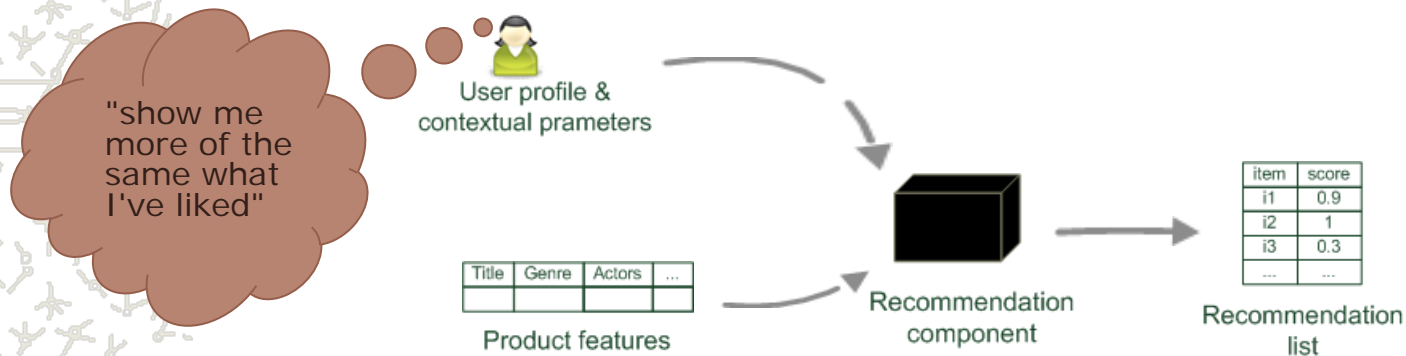 "show me
more of the
same what
I've liked"
User profile &
contextual prameters
Title Genre Actors ...
Product features
Recommendation
component
item score
i1 0.9
i2 1
i3 0.3
... ...
Recommendation
list